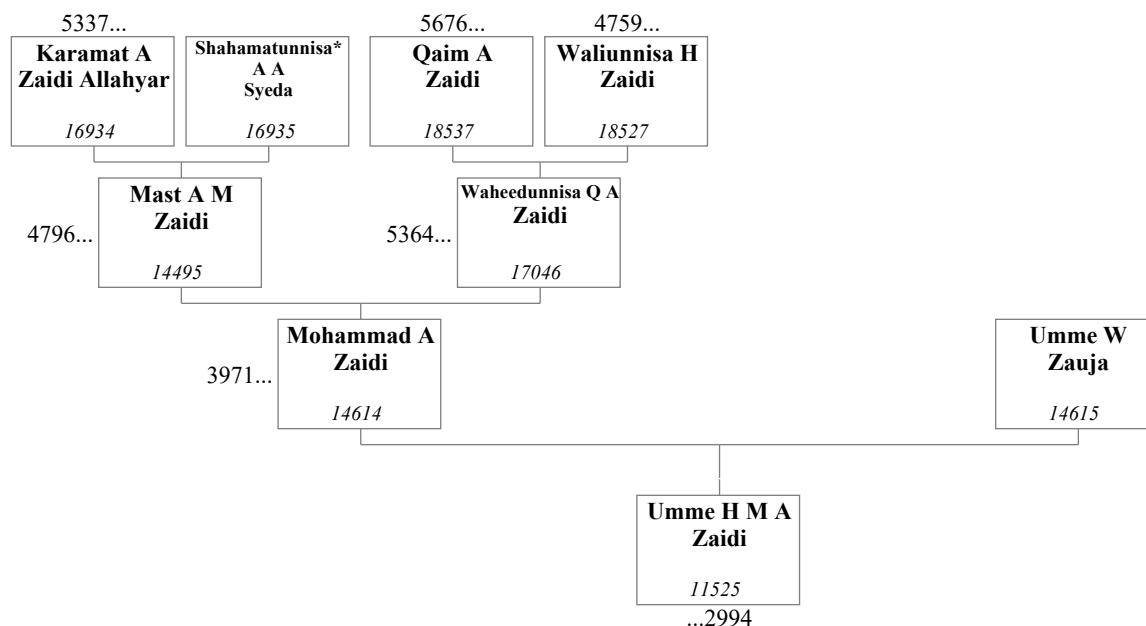 5337...
5676...
4759...
Karamat A
Zaidi Allahyar
16934
Shahamatunnisa*
A A
Syeda
16935
Qaim A
Zaidi
18537
Waliunnisa H
Zaidi
18527
4796...
Mast A M
Zaidi
14495
5364...
Waheedunnisa Q A
Zaidi
17046
3971...
Mohammad A
Zaidi
14614
Umme W
Zauja
14615
Umme H M A
Zaidi
11525
...2994